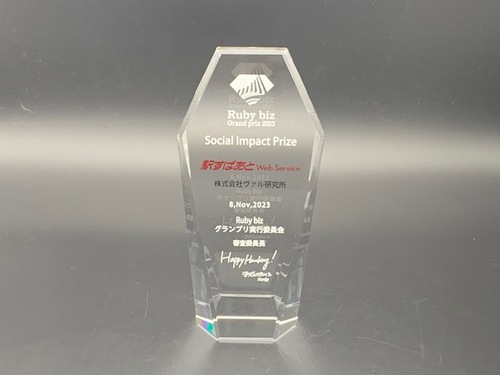 Ruby biz
Grand prix 2023
Social Impact Prize
駅すぱあと Web Service
株式会社ヴァル研究所
8,Nov,2023
Ruby biz
グランプリ実行委員会
審査委員長
Happy Hacking!